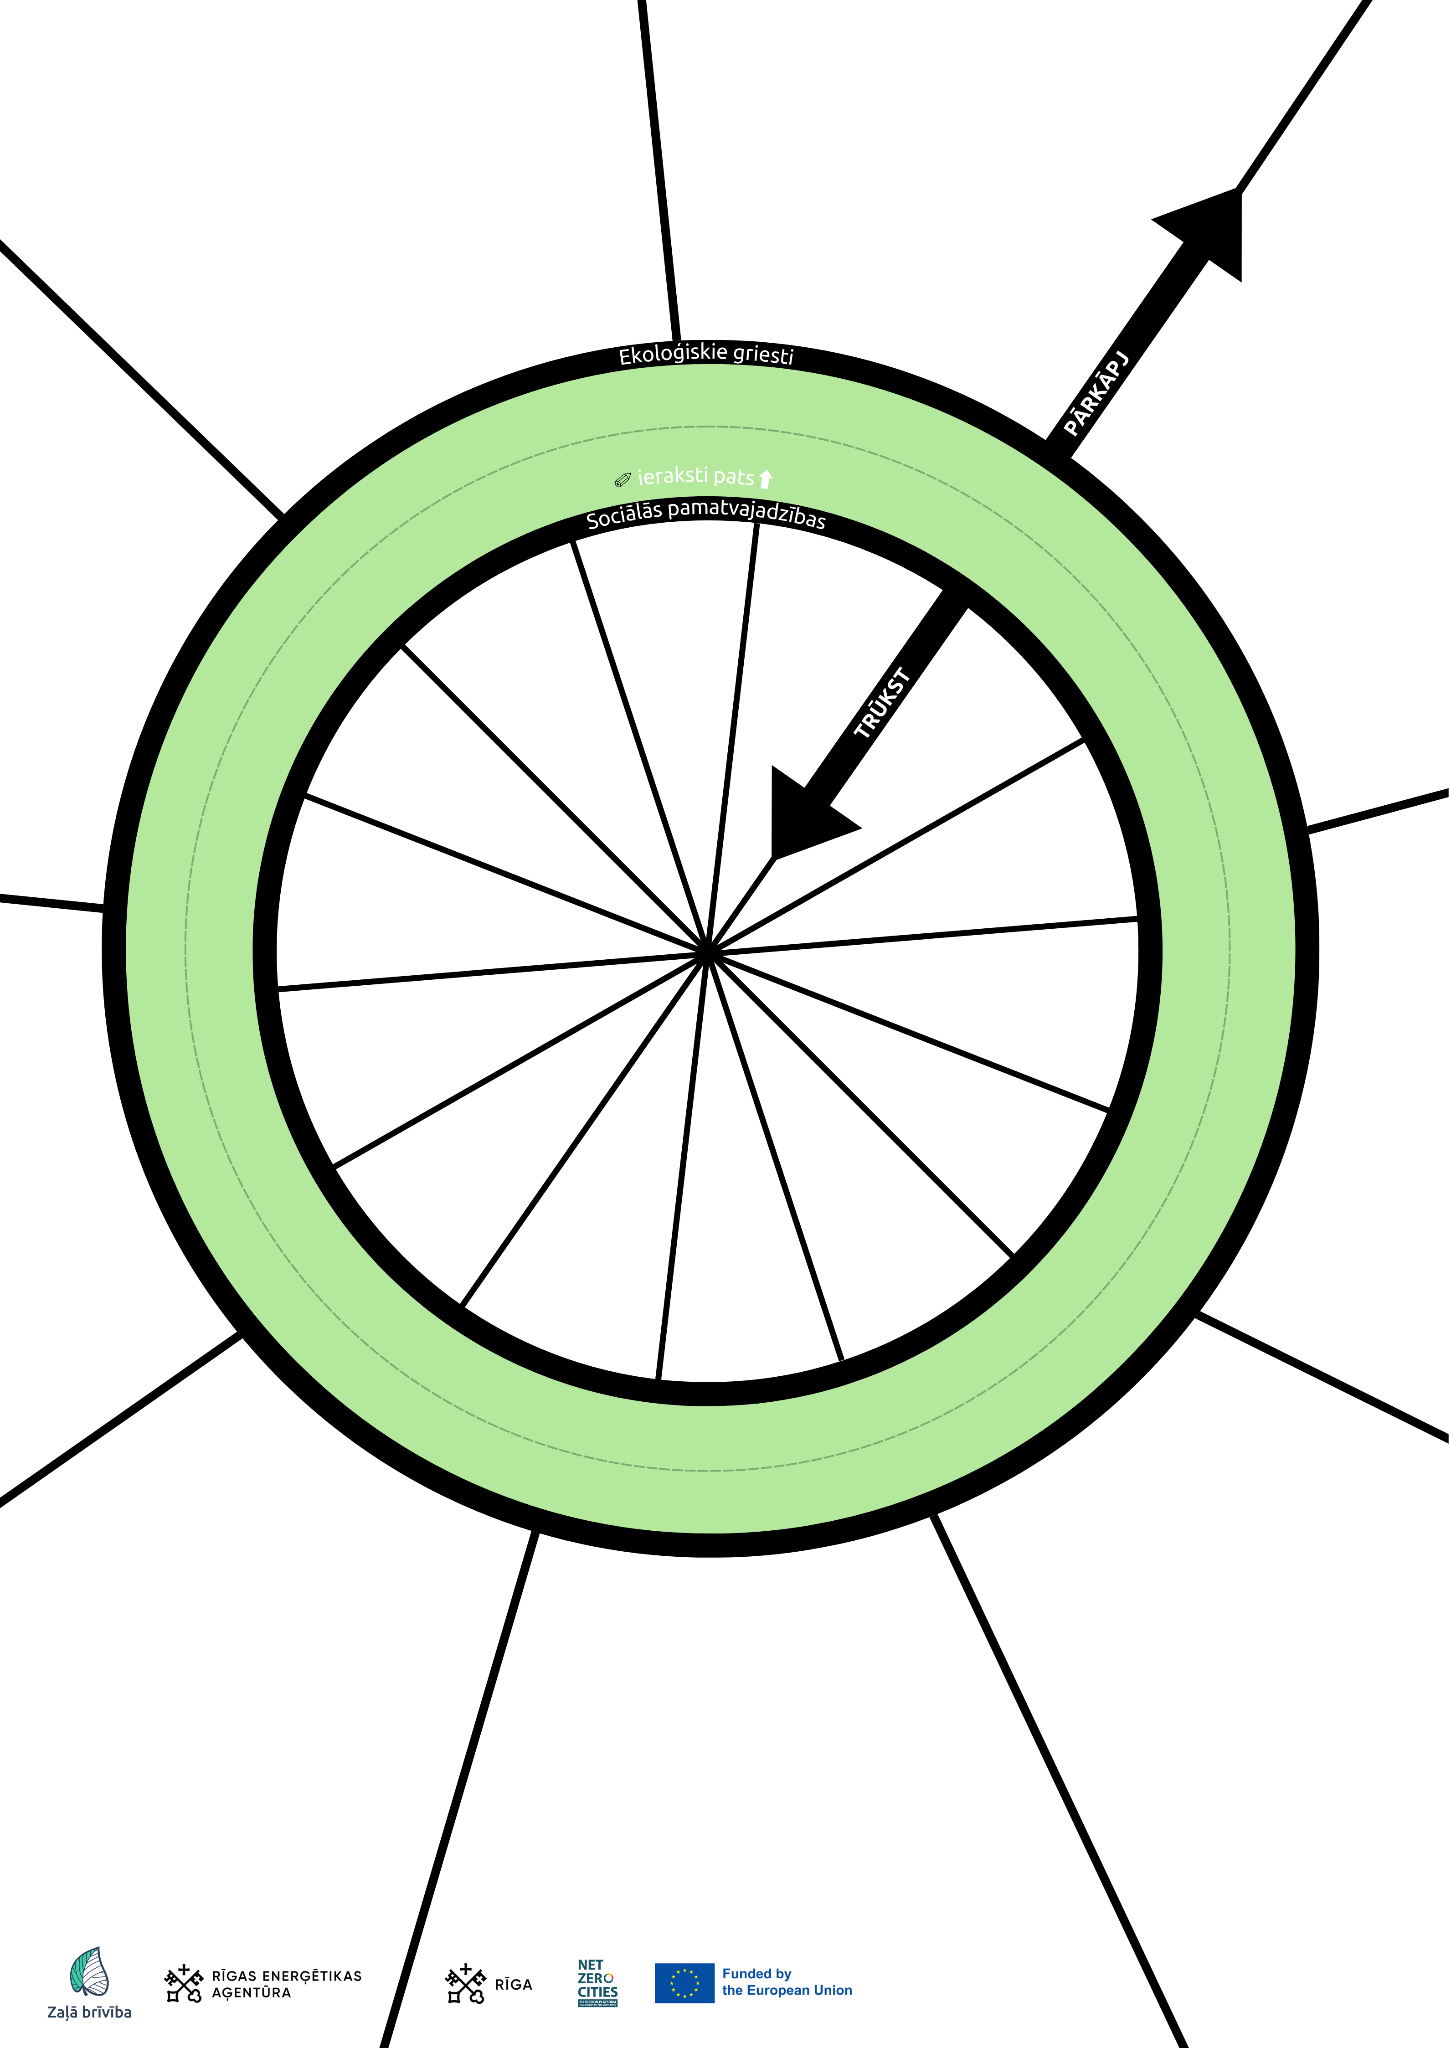 Ekoloģiskie griesti
PĀRKĀPJ
ieraksti pats
Sociālās pamatvajadzības
TRŪKST
Zaļā brīvība
RĪGAS ENERĢĒTIKAS
AĢENTŪRA
RĪGA
NET
ZERO
CITIES
Funded by
the European Union